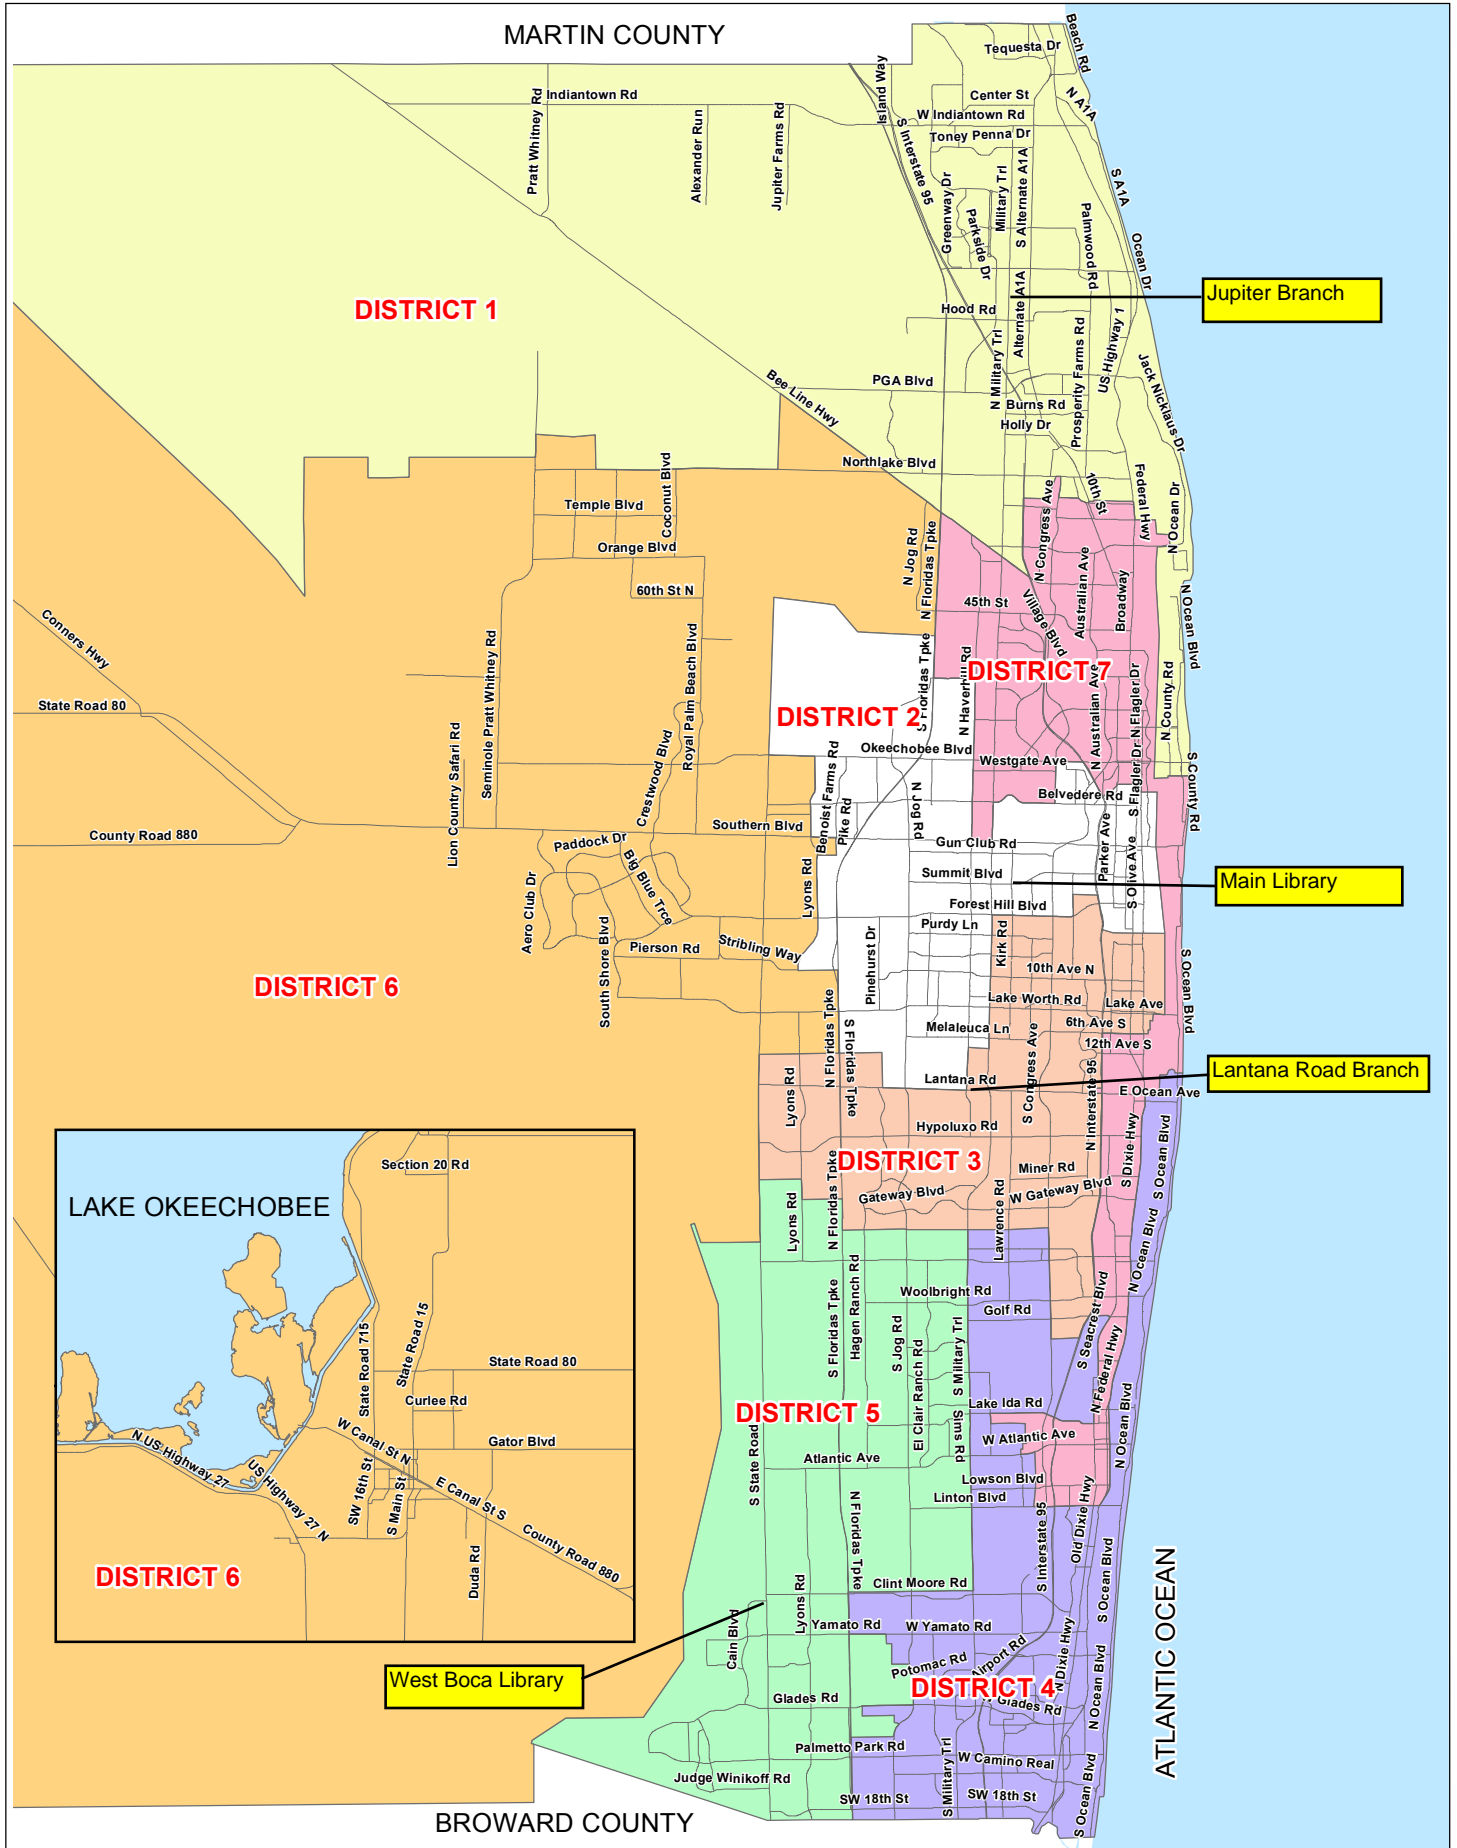 MARTIN COUNTY
Beach Rd
Tequesta Dr
Island Way
Indiantown Rd
Pratt Whitney Rd
Center St
N A1A
Alexander Run
Jupiter Farms Rd
W Indiantown Rd
S Interstate 95
Toney Penna Dr
Military Trl
S Alternate A1A
S A1A
Greenway Dr
Parkside Dr
Palmwood Rd
Ocean Dr
Jupiter Branch
DISTRICT 1
Hood Rd
Alternate A1A
US Highway 1
N Military Trl
Prosperity Farms Rd
Jack Nicklaus Dr
Bee Line Hwy
PGA Blvd
Burns Rd
Holly Dr
Northlake Blvd
Coconut Blvd
10th St
Federal Hwy
N Ocean Dr
N Congress Ave
Temple Blvd
Orange Blvd
N Jog Rd
N Floridas Tpke
60th St N
45th St
Village Blvd
Australian Ave
Broadway
N Ocean Blvd
Conners Hwy
Seminole Pratt Whitney Rd
Royal Palm Beach Blvd
S Floridas Tpke
N Haverhill Rd
DISTRICT 7
N Australian Ave
N Flagler Dr
N County Rd
State Road 80
DISTRICT 2
Lion Country Safari Rd
Crestwood Blvd
Okeechobee Blvd
Westgate Ave
S Flagler Dr
S County Rd
Benoist Farms Rd
Pike Rd
N Jog Rd
Belvedere Rd
County Road 880
Southern Blvd
Paddock Dr
Gun Club Rd
Parker Ave
S Olive Ave
Big Blue Trce
Aero Club Dr
Lyons Rd
Summit Blvd
Main Library
Forest Hill Blvd
South Shore Blvd
Pierson Rd
Stribling Way
Pinehurst Dr
Purdy Ln
Kirk Rd
10th Ave N
S Ocean Blvd
DISTRICT 6
Lake Worth Rd
Lake Ave
N Floridas Tpke
S Floridas Tpke
Melaleuca Ln
6th Ave S
12th Ave S
S Congress Ave
N Interstate 95
Lantana Road Branch
Lyons Rd
Lantana Rd
E Ocean Ave
Hypoluxo Rd
S Dixie Hwy
S Ocean Blvd
DISTRICT 3
Miner Rd
N Floridas Tpke
Gateway Blvd
W Gateway Blvd
Lyons Rd
Lawrence Rd
N Ocean Blvd
Hagen Ranch Rd
S Floridas Tpke
Woolbright Rd
Golf Rd
S Seacrest Blvd
S Jog Rd
El Clair Ranch Rd
S Military Trl
N Federal Hwy
N Ocean Blvd
Lake Ida Rd
DISTRICT 5
Sims Rd
W Atlantic Ave
S State Road
Atlantic Ave
Lowson Blvd
Linton Blvd
N Floridas Tpke
S Interstate 95
Old Dixie Hwy
S Ocean Blvd
Clint Moore Rd
Lyons Rd
Yamato Rd
W Yamato Rd
Cain Blvd
Potomac Rd
Airport Rd
N Dixie Hwy
N Ocean Blvd
West Boca Library
DISTRICT 4
Glades Rd
W Glades Rd
Palmetto Park Rd
W Camino Real
S Military Trl
Judge Winikoff Rd
SW 18th St
SW 18th St
S Ocean Blvd
ATLANTIC OCEAN
BROWARD COUNTY
Section 20 Rd
LAKE OKEECHOBEE
State Road 715
State Road 15
State Road 80
Curlee Rd
W Canal St N
Gator Blvd
N US Highway 27
US Highway 27 N
SW 16th St
S Main St
E Canal St S
County Road 880
Duda Rd
DISTRICT 6